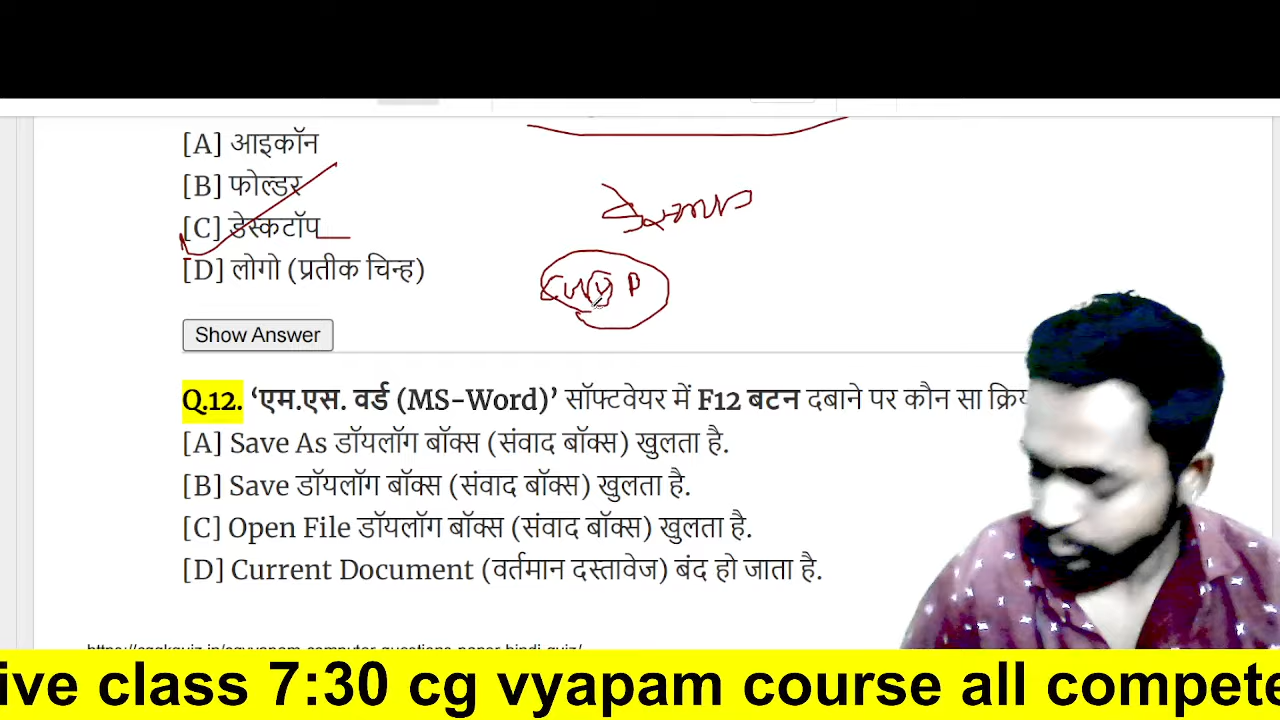 [A] आइकॉन
[B] फोल्डर
[C] डेस्कटॉप
[D] लोगो (प्रतीक चिन्ह)
Show Answer
Q.12. ‘एम.एस. वर्ड (MS-Word)’ सॉफ्टवेयर में F12 बटन दबाने पर कौन सा
[A] Save As डॉयलॉग बॉक्स (संवाद बॉक्स) खुलता है.
[B] Save डॉयलॉग बॉक्स (संवाद बॉक्स) खुलता है.
[C] Open File डॉयलॉग बॉक्स (संवाद बॉक्स) खुलता है.
[D] Current Document (वर्तमान दस्तावेज) बंद हो जाता है.
ive class 7:30 cg vyapam course all compete